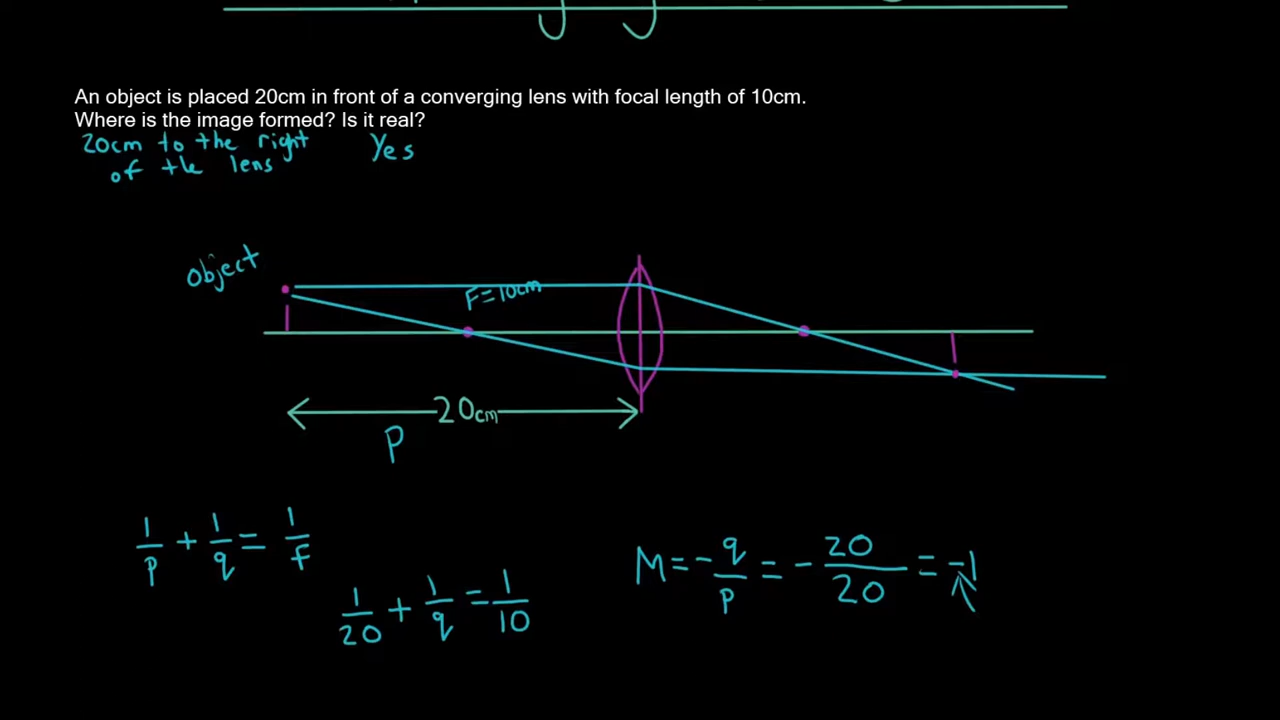 An object is placed 20cm in front of a converging lens with focal length of 10cm.
Where is the image formed? Is it real?
20cm to the right Yes
of the lens
object
F=10cm
20cm
P
1/p + 1/q = 1/F
1/20 + 1/q = 1/10
M = - q/p = - 20/20 = -1